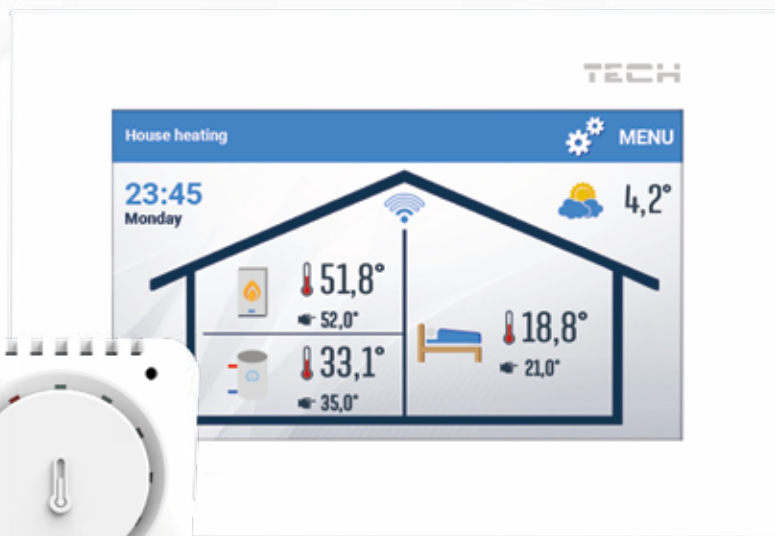 TECH
House heating
MENU
23:45
Monday
4,2°
51,8°
52,0°
33,1°
35,0°
18,8°
21,0°